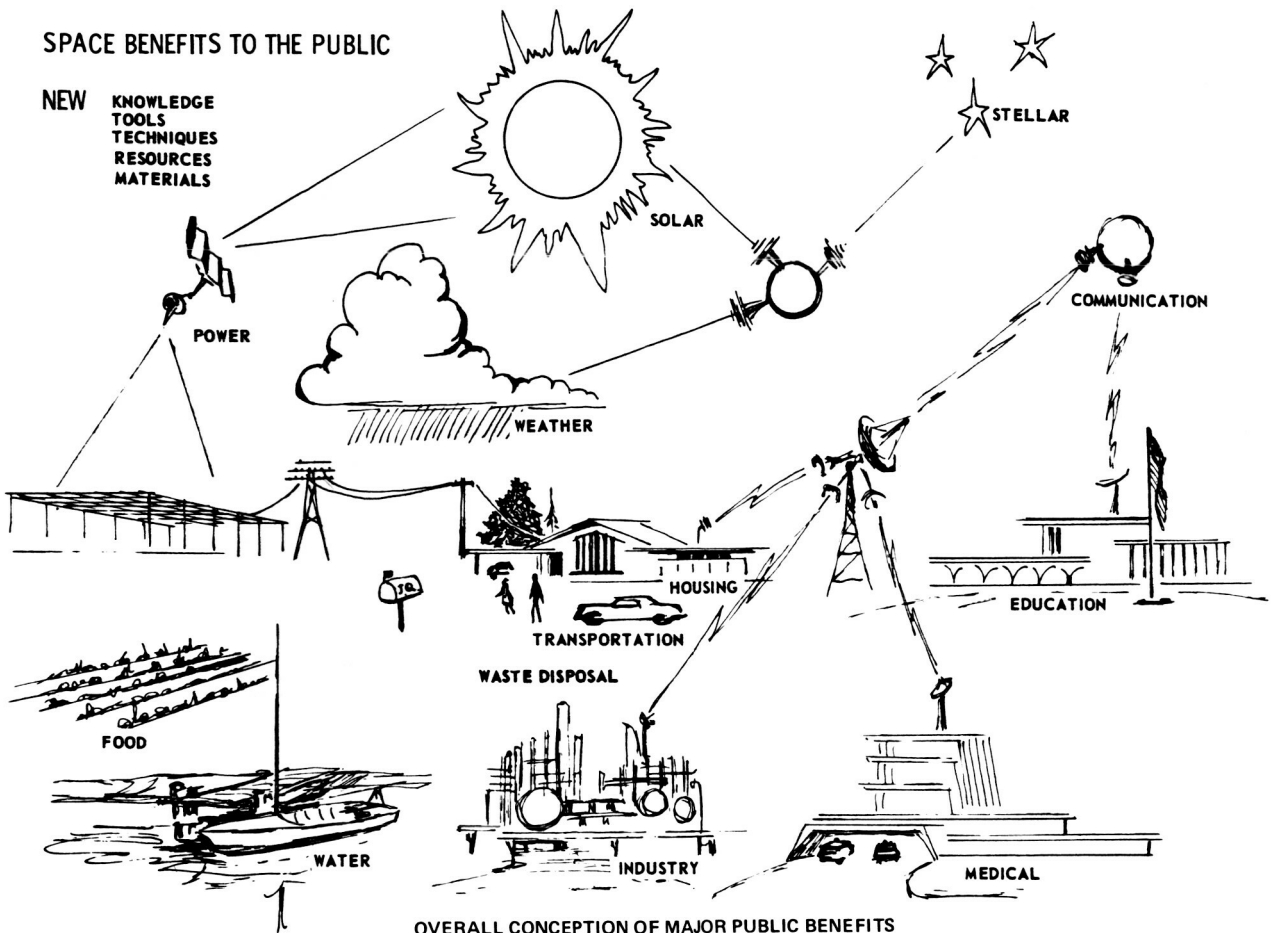 SPACE BENEFITS TO THE PUBLIC
NEW KNOWLEDGE
TOOLS
TECHNIQUES
RESOURCES
MATERIALS
STELLAR
SOLAR
COMMUNICATION
POWER
WEATHER
HOUSING
J.Q.
EDUCATION
TRANSPORTATION
WASTE DISPOSAL
FOOD
WATER
INDUSTRY
MEDICAL
OVERALL CONCEPTION OF MAJOR PUBLIC BENEFITS